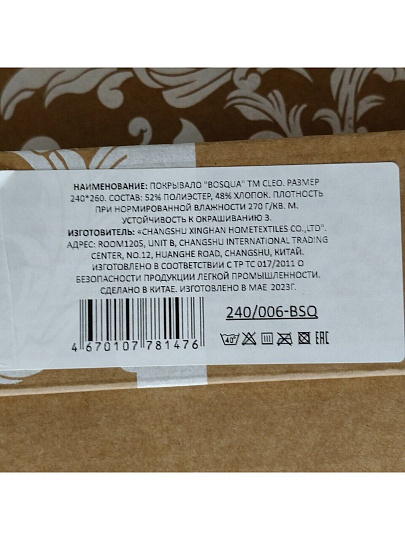 НАИМЕНОВАНИЕ: ПОКРЫВАЛО "BOSQUA" ТМ CLEO. РАЗМЕР
240*260. СОСТАВ: 52% ПОЛИЭСТЕР, 48% ХЛОПОК. ПЛОТНОСТЬ
ПРИ НОРМИРОВАННОЙ ВЛАЖНОСТИ 270 Г/КВ. М.
УСТОЙЧИВОСТЬ К ОКРАШИВАНИЮ 3.
ИЗГОТОВИТЕЛЬ: «CHANGSHU XINGHAN HOMETEXTILES CO.,LTD".
АДРЕС: ROOM1205, UNIT B, CHANGSHU INTERNATIONAL TRADING
CENTER, NO.12, HUANGHE ROAD, CHANGSHU, КИТАЙ.
ИЗГОТОВЛЕНО В СООТВЕТСТВИИ С ТР ТС 017/2011 О
БЕЗОПАСНОСТИ ПРОДУКЦИИ ЛЕГКОЙ ПРОМЫШЛЕННОСТИ.
СДЕЛАНО В КИТАЕ. ИЗГОТОВЛЕНО В МАЕ 2023Г.
240/006-BSQ
40° EAC
4 670107 781476